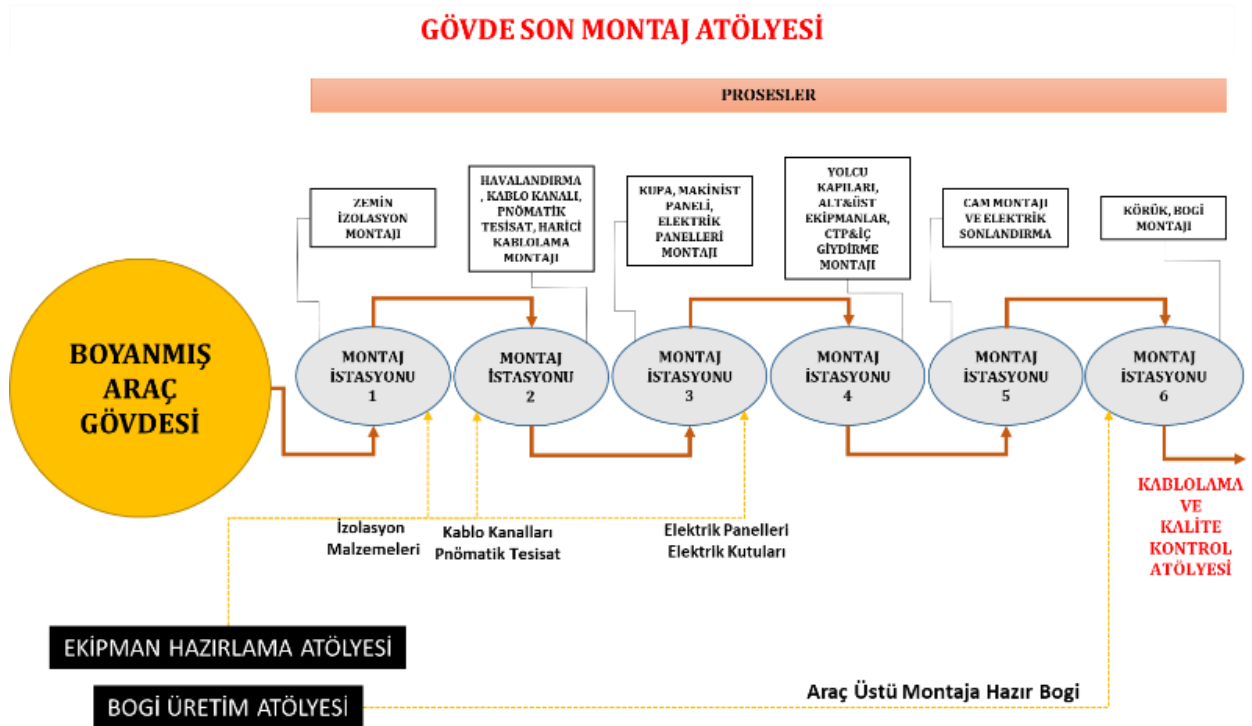 GÖVDE SON MONTAJ ATÖLYESİ
PROSESLER
ZEMİN
İZOLASYON
MONTAJI
HAVALANDIRMA
, KABLO KANALI,
PNÖMATİK
TESİSAT, HARİCİ
KABLOLAMA
MONTAJI
KUPA, MAKİNİST
PANELİ,
ELEKTRİK
PANELLERİ
MONTAJI
YOLCU
KAPILARI,
ALT&ÜST
EKİPMANLAR,
CTP&İÇ
GİYDİRME
MONTAJI
CAM MONTAJI
VE ELEKTRİK
SONLANDIRMA
KÖRÜK, BOGİ
MONTAJI
BOYANMIŞ
ARAÇ
GÖVDESİ
MONTAJ
İSTASYONU
1
MONTAJ
İSTASYONU
2
MONTAJ
İSTASYONU
3
MONTAJ
İSTASYONU
4
MONTAJ
İSTASYONU
5
MONTAJ
İSTASYONU
6
İzolasyon
Malzemeleri
Kablo Kanalları
Pnömatik Tesisat
Elektrik Panelleri
Elektrik Kutuları
KABLOLAMA
VE
KALİTE
KONTROL
ATÖLYESİ
EKİPMAN HAZIRLAMA ATÖLYESİ
BOGİ ÜRETİM ATÖLYESİ
Araç Üstü Montaja Hazır Bogi